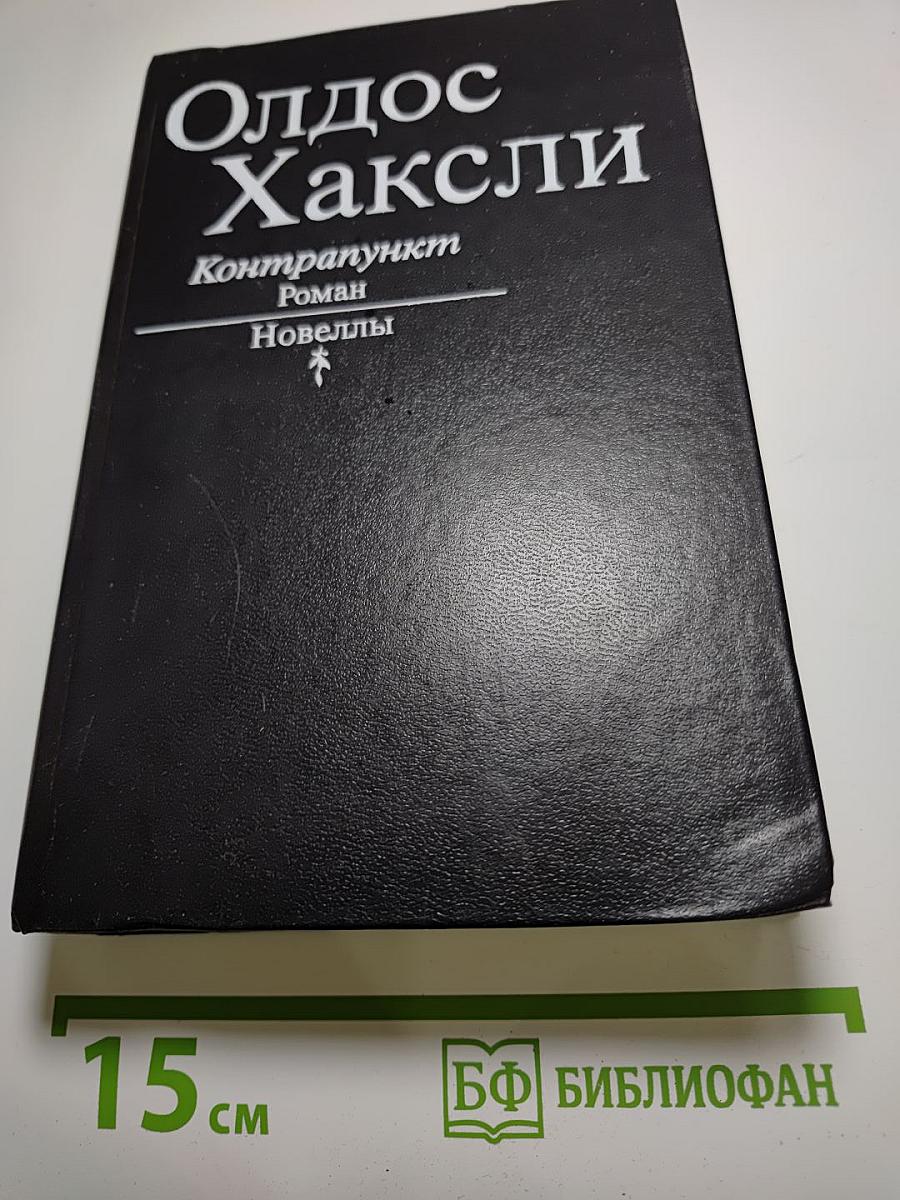 Олдос
Хаксли
Контрапункт
Роман
Новеллы
15 см
БФ БИБЛИОФАН